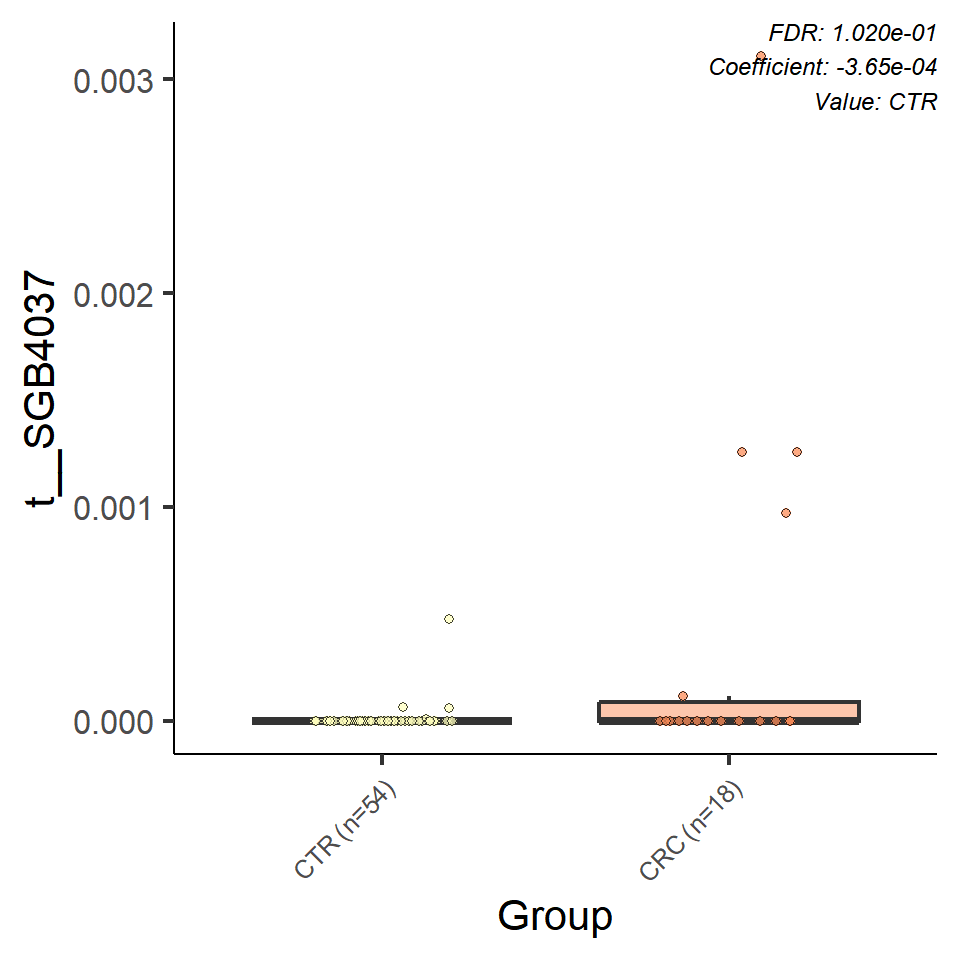 FDR: 1.020e-01
Coefficient: -3.65e-04
Value: CTR
0.003
0.002
0.001
0.000
t__SGB4037
CTR (n=54)
CRC (n=18)
Group